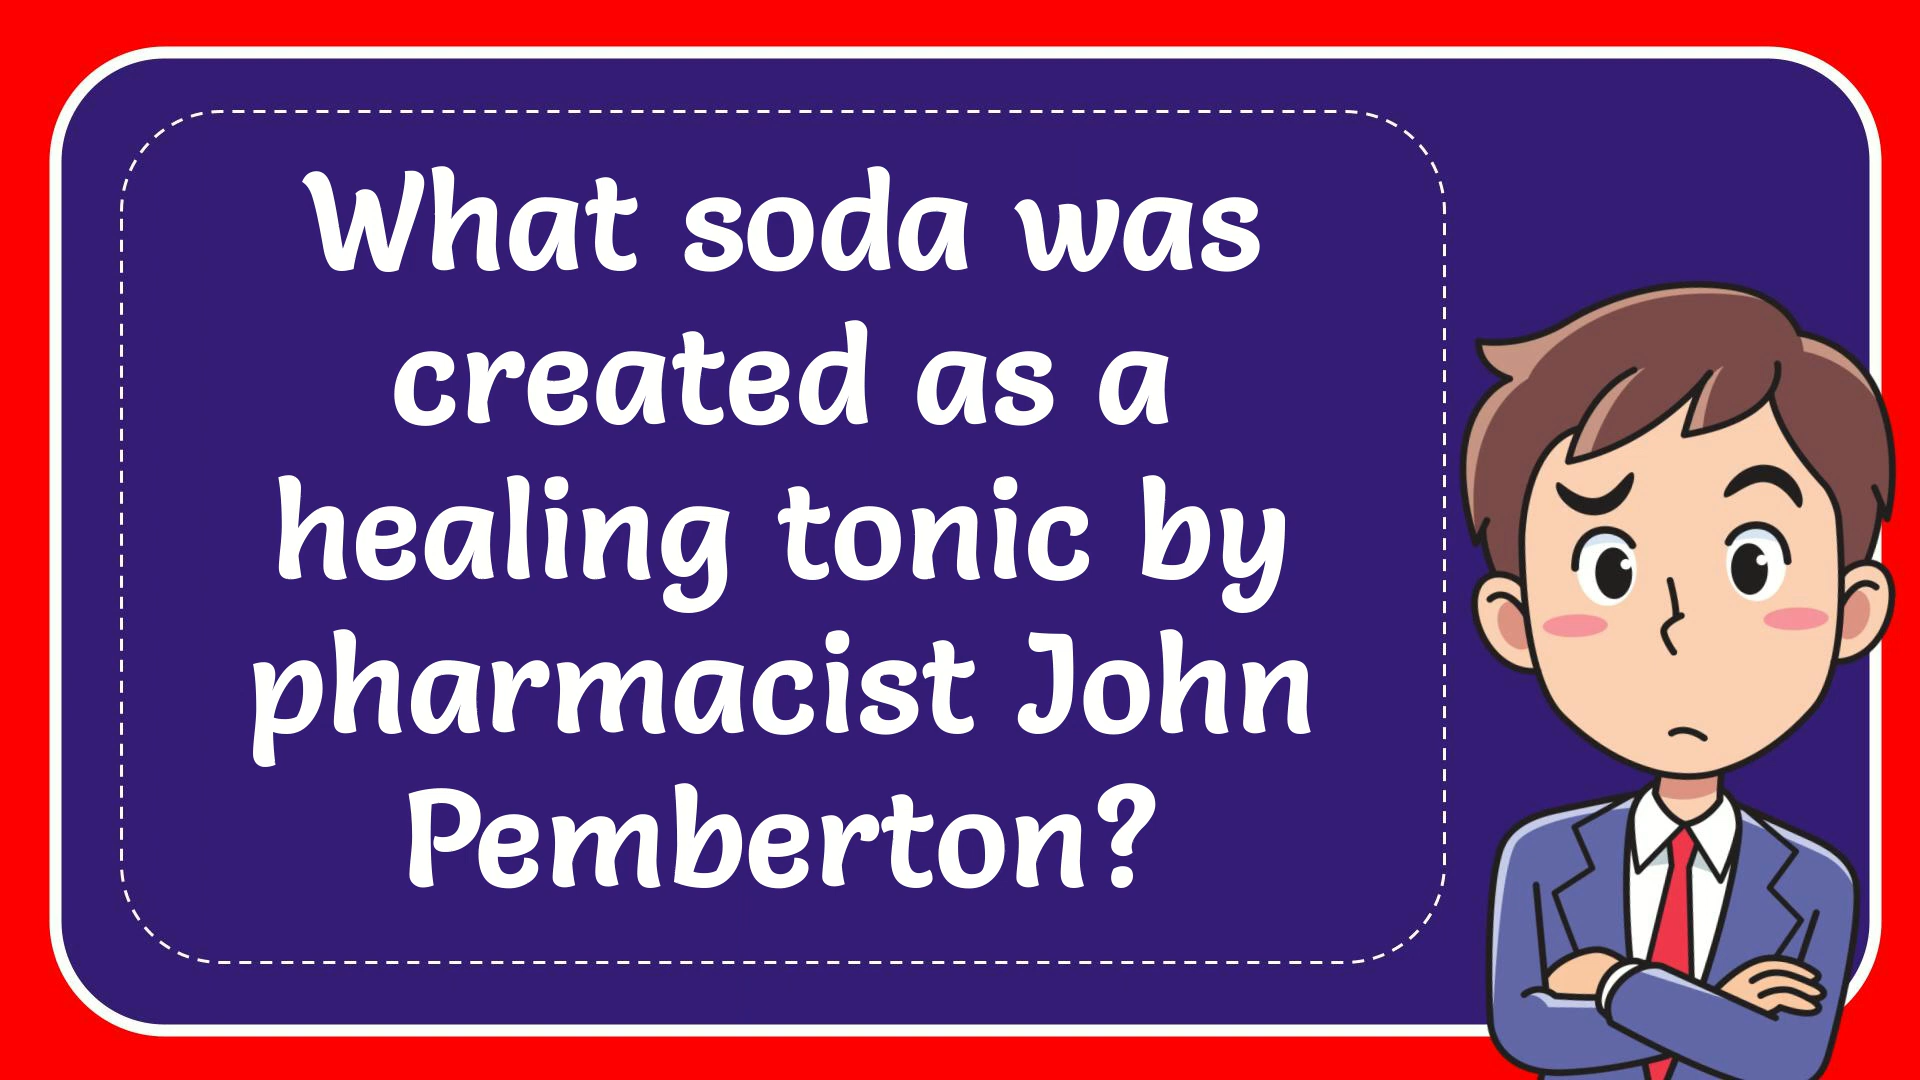 What soda was
created as a
healing tonic by
pharmacist John
Pemberton?